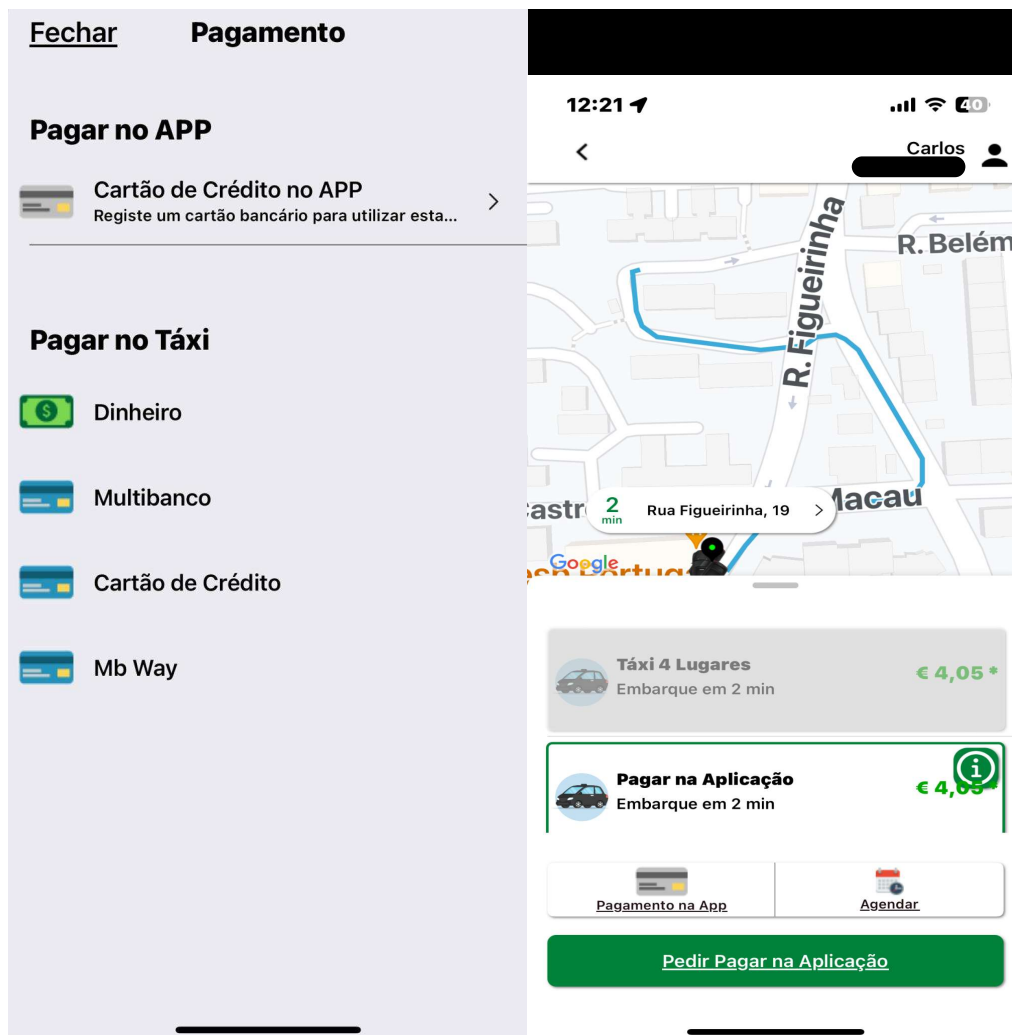 Fechar
Pagamento
Pagar no APP
Cartão de Crédito no APP
Registe um cartão bancário para utilizar esta...
Pagar no Táxi
Dinheiro
Multibanco
Cartão de Crédito
Mb Way
12:21
40
Carlos
R. Belém
R. Figueirinha
Macau
2
min
Rua Figueirinha, 19
Google
Táxi 4 Lugares
€ 4,05 *
Embarque em 2 min
Pagar na Aplicação
€ 4,05 *
Embarque em 2 min
Pagamento na App
Agendar
Pedir Pagar na Aplicação